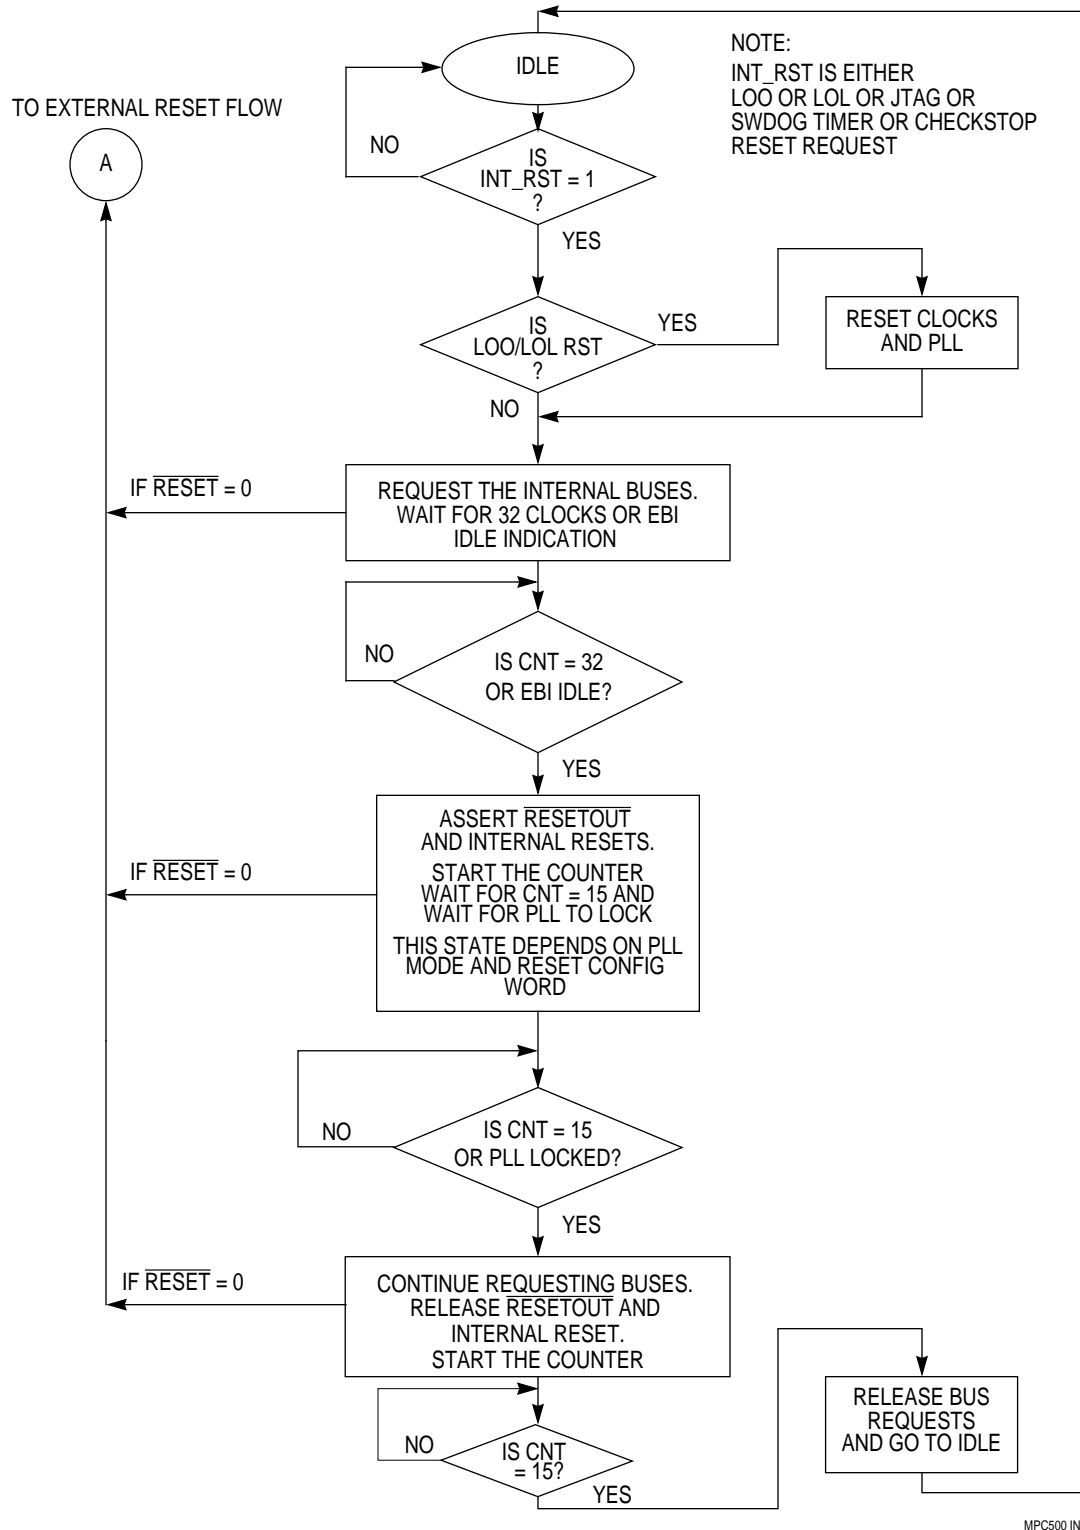 IDLE
NOTE:
INT_RST IS EITHER
LOO OR LOL OR JTAG OR
SWDOG TIMER OR CHECKSTOP
RESET REQUEST
TO EXTERNAL RESET FLOW
A
NO
IS
INT_RST = 1
?
YES
IS
LOO/LOL RST
?
YES
RESET CLOCKS
AND PLL
NO
IF RESET = 0
REQUEST THE INTERNAL BUSES.
WAIT FOR 32 CLOCKS OR EBI
IDLE INDICATION
NO
IS CNT = 32
OR EBI IDLE?
YES
IF RESET = 0
ASSERT RESETOUT
AND INTERNAL RESETS.
START THE COUNTER
WAIT FOR CNT = 15 AND
WAIT FOR PLL TO LOCK
THIS STATE DEPENDS ON PLL
MODE AND RESET CONFIG
WORD
NO
IS CNT = 15
OR PLL LOCKED?
YES
IF RESET = 0
CONTINUE REQUESTING BUSES.
RELEASE RESETOUT AND
INTERNAL RESET.
START THE COUNTER
NO
IS CNT
= 15?
YES
RELEASE BUS
REQUESTS
AND GO TO IDLE
MPC500 IN